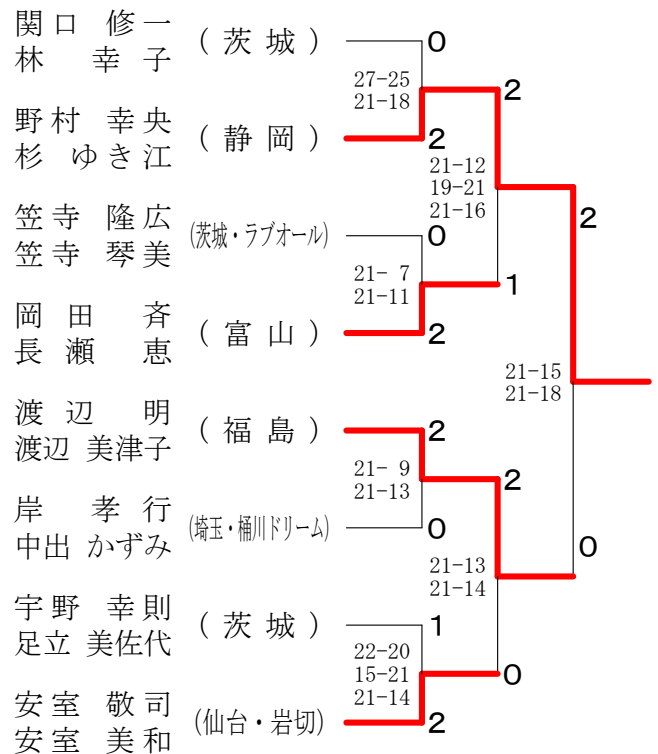 関口 修一
林 幸子
(茨城)
0
27-25
21-18
2
野村 幸央
杉 ゆき江
(静岡)
2
21-12
19-21
21-16
2
笠寺 隆広
笠寺 琴美
(茨城・ラブオール)
0
21- 7
21-11
1
岡田 斉
長瀬 恵
(富山)
2
21-15
21-18
渡辺 明
渡辺 美津子
(福島)
2
21- 9
21-13
2
岸 孝行
中出 かずみ
(埼玉・桶川ドリーム)
0
0
21-13
21-14
宇野 幸則
足立 美佐代
(茨城)
1
22-20
15-21
21-14
0
安室 敬司
安室 美和
(仙台・岩切)
2